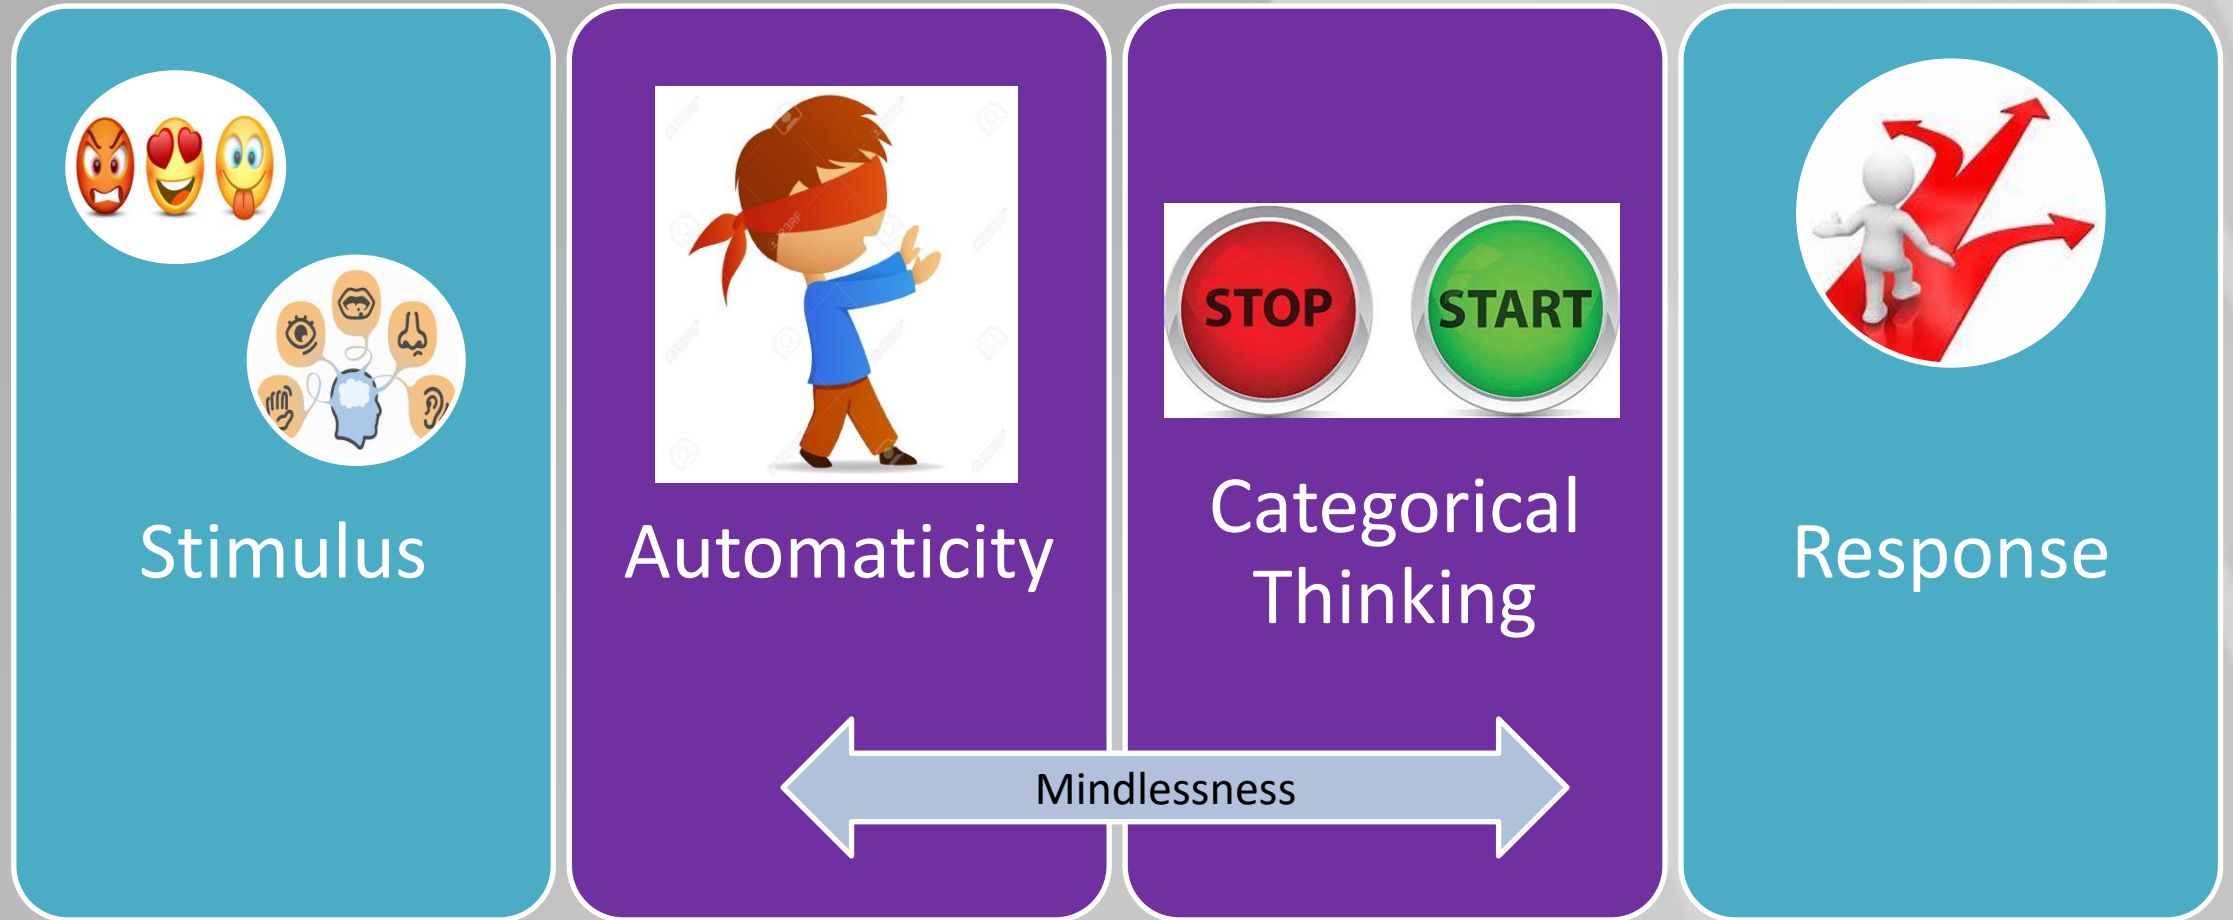 STOP
START
Stimulus
Automaticity
Categorical
Thinking
Response
Mindlessness